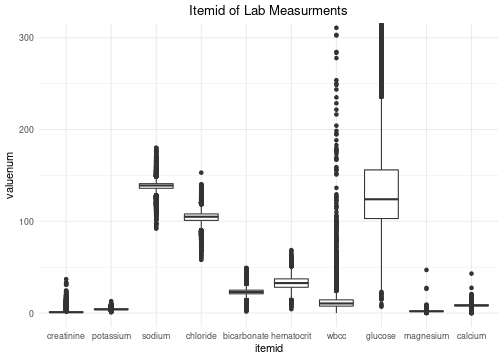 Itemid of Lab Measurments
valuenum
300
200
100
0
creatinine potassium sodium chloride bicarbonate hematocrit wbcc glucose magnesium calcium
itemid